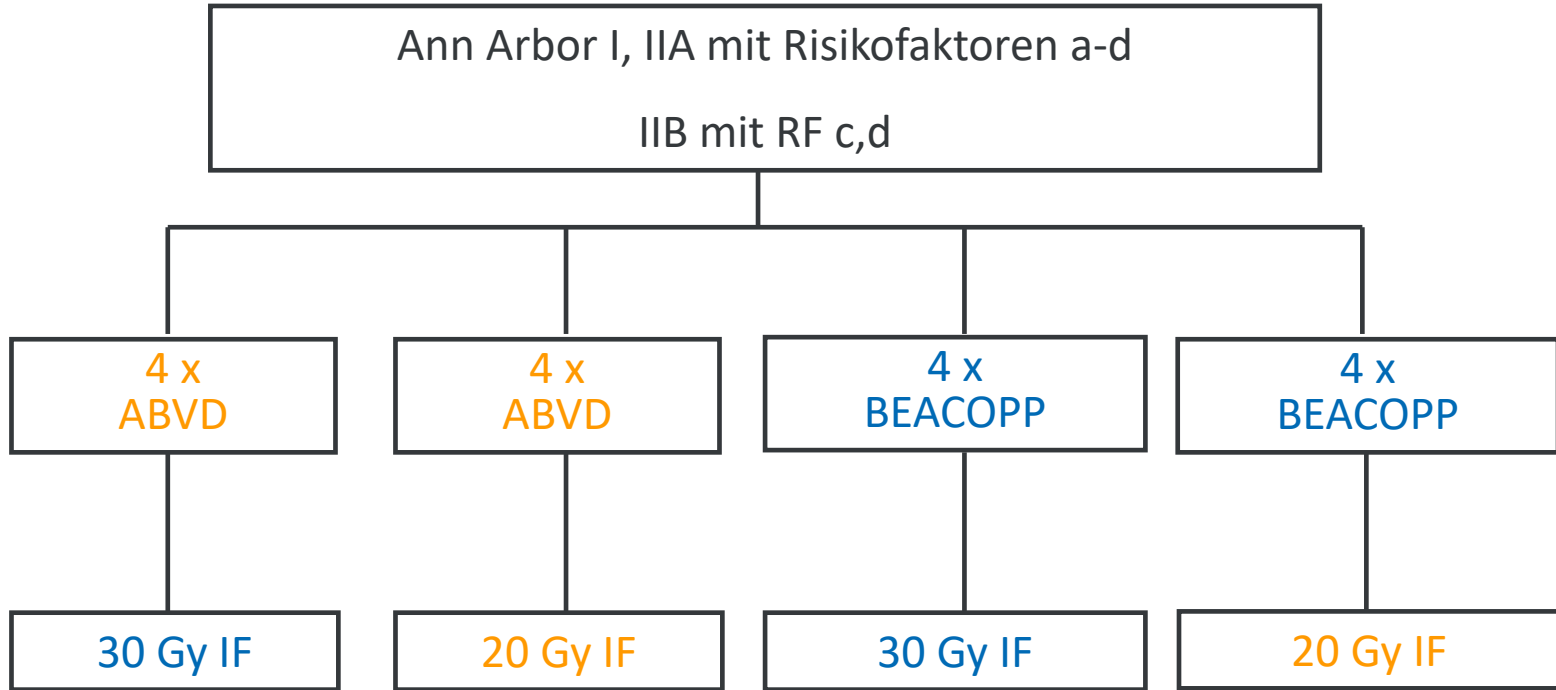 Ann Arbor I, IIA mit Risikofaktoren a-d
IIB mit RF c,d
4 x
ABVD
4 x
ABVD
4 x
BEACOPP
4 x
BEACOPP
30 Gy IF
20 Gy IF
30 Gy IF
20 Gy IF